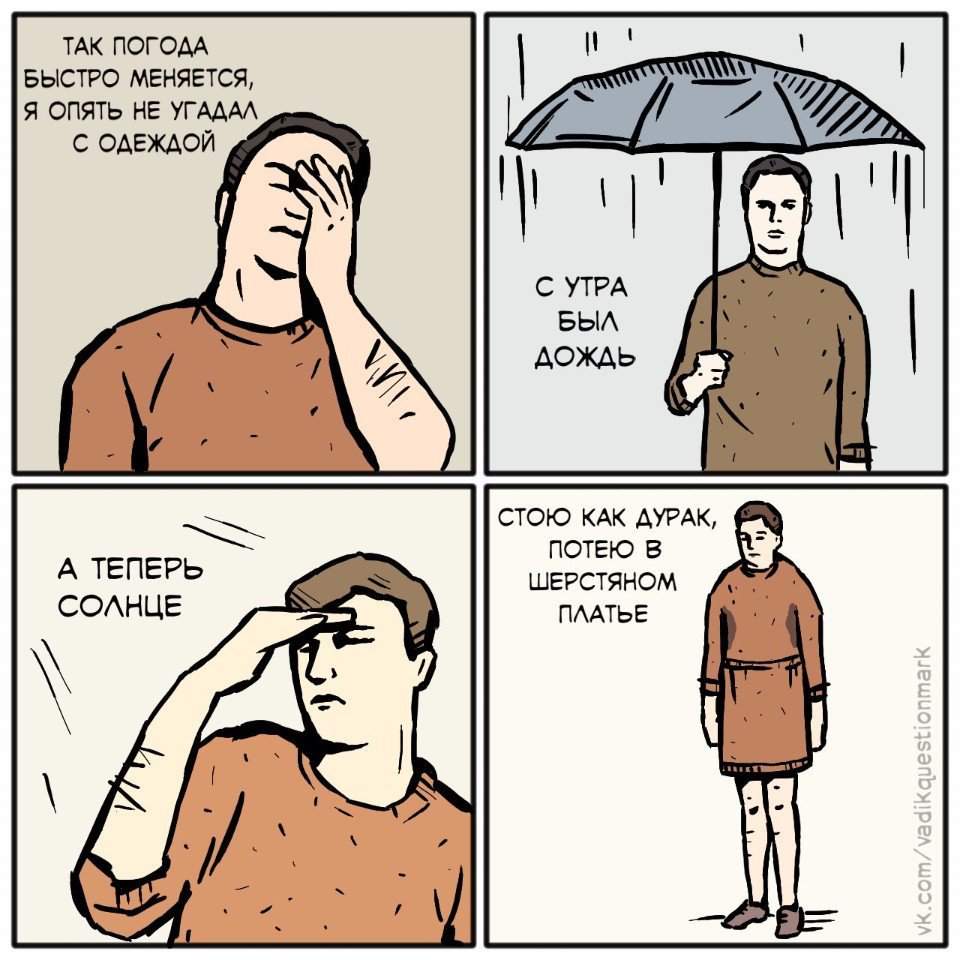 ТАК ПОГОДА
БЫСТРО МЕНЯЕТСЯ,
Я ОПЯТЬ НЕ УГАДАЛ
С ОДЕЖДОЙ
С УТРА
БЫЛ
ДОЖДЬ
А ТЕПЕРЬ
СОЛНЦЕ
СТОЮ КАК ДУРАК,
ПОТЕЮ В
ШЕРСТЯНОМ
ПЛАТЬЕ
vk.com/vadikquestionmark